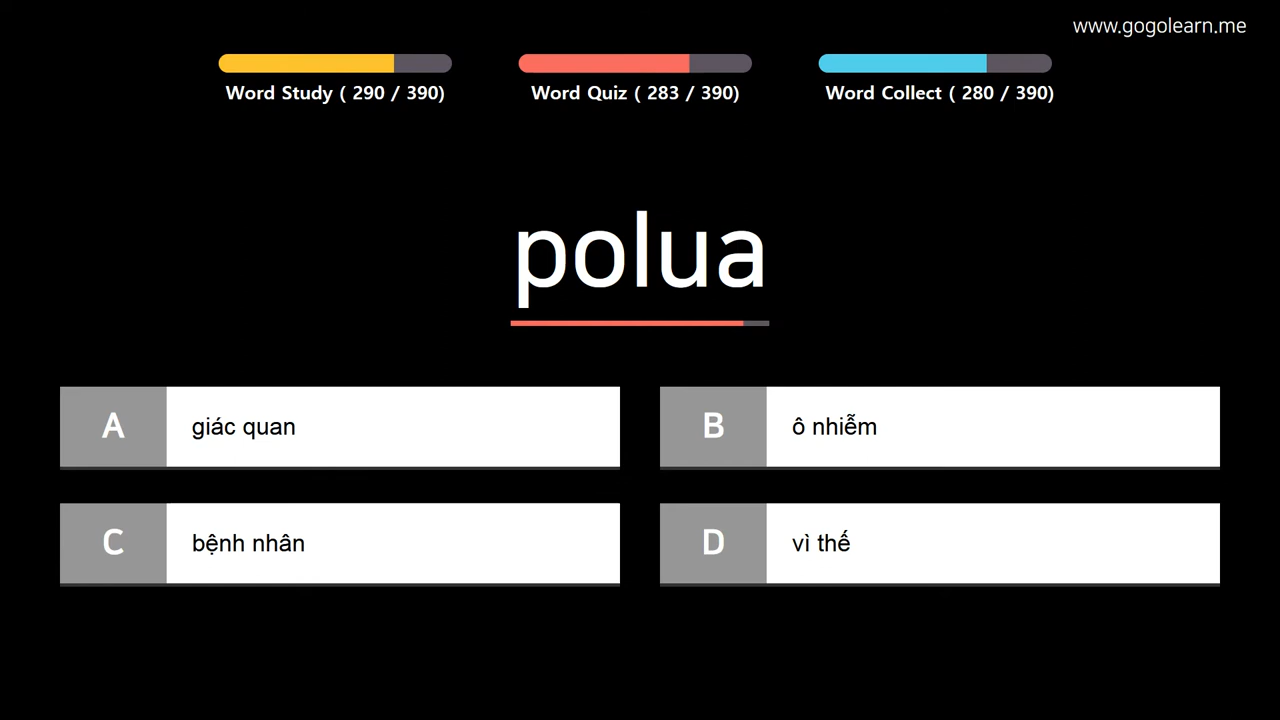 www.gogolearn.me
Word Study ( 290 / 390)
Word Quiz ( 283 / 390)
Word Collect ( 280 / 390)
polua
A giác quan
B ô nhiễm
C bệnh nhân
D vì thế